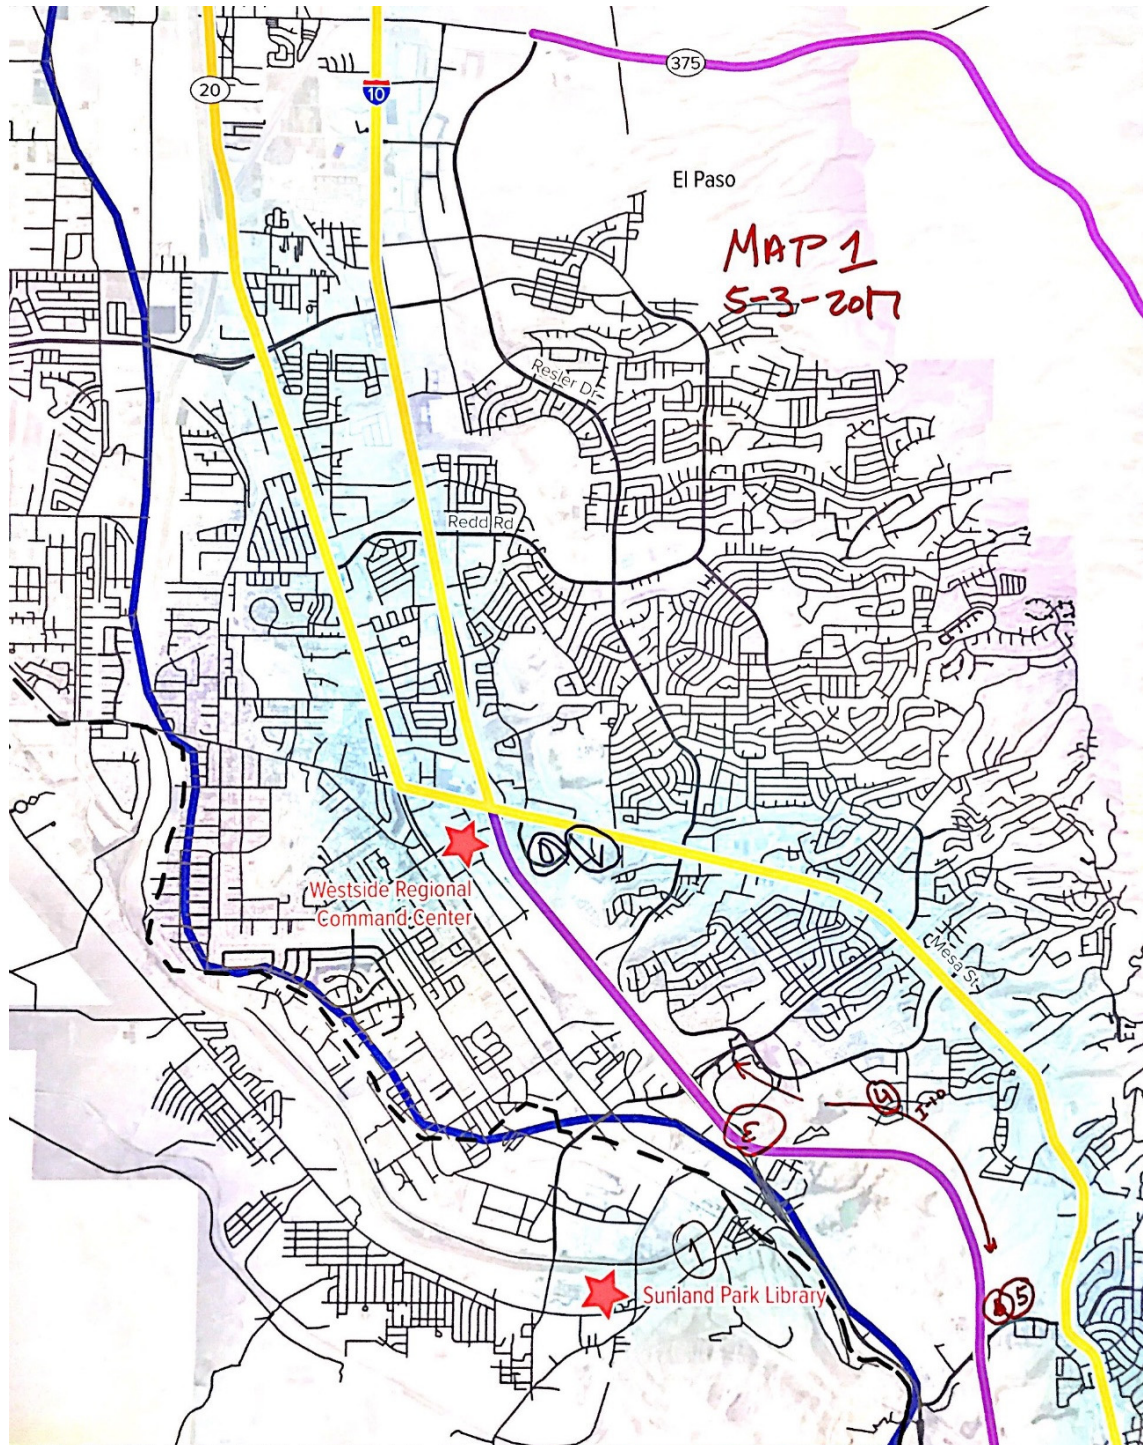 375
20
10
El Paso
MAP 1
5-3-2017
Resler Dr
Redd Rd
Westside Regional
Command Center
Mesa St
3
I-10
1
Sunland Park Library
5